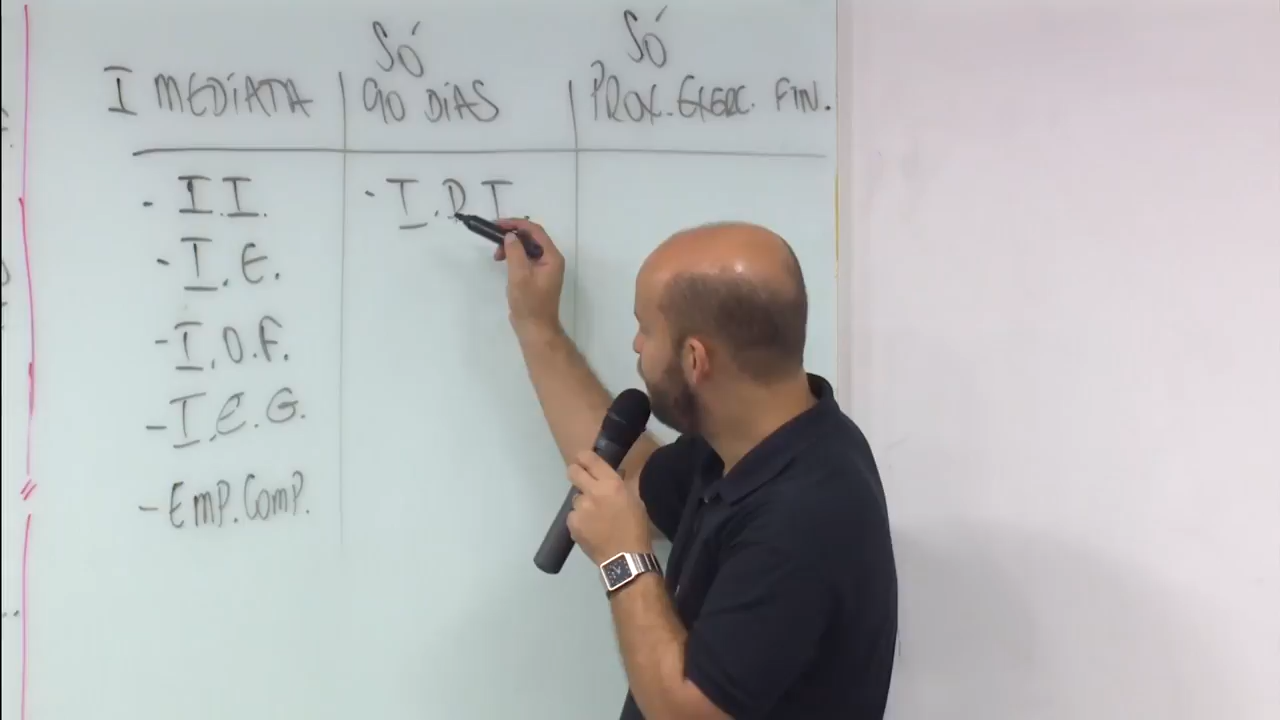 SÓ SÓ
IMEDIATA 90 DIAS PROX. EXERC. FIN.
- I.I. - I.P.I.
- I.E.
- I.O.F.
- I.E.G.
- EMP. COMP.